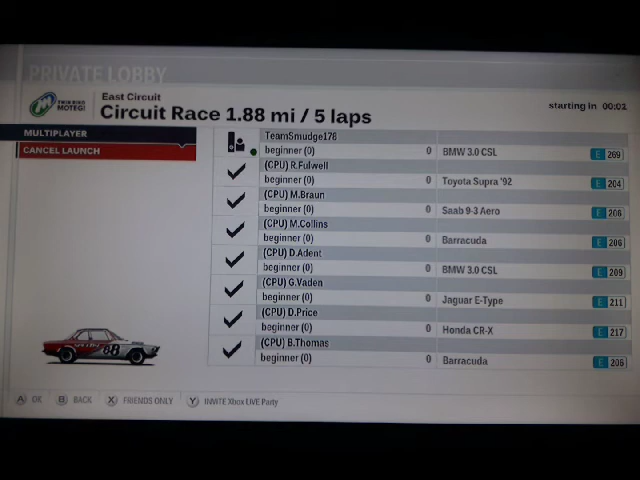 PRIVATE LOBBY
TWIN RING
MOTEGI
East Circuit
Circuit Race 1.88 mi / 5 laps
starting in 00:02
MULTIPLAYER
CANCEL LAUNCH
TeamSmudge178
beginner (0) 0 BMW 3.0 CSL E 269
(CPU) R.Fulwell
beginner (0) 0 Toyota Supra '92 E 204
(CPU) M.Braun
beginner (0) 0 Saab 9-3 Aero E 206
(CPU) M.Collins
beginner (0) 0 Barracuda E 206
(CPU) D.Adent
beginner (0) 0 BMW 3.0 CSL E 209
(CPU) G.Vaden
beginner (0) 0 Jaguar E-Type E 211
(CPU) D.Price
beginner (0) 0 Honda CR-X E 217
(CPU) B.Thomas
beginner (0) 0 Barracuda E 206
A OK B BACK X FRIENDS ONLY Y INVITE Xbox LIVE Party